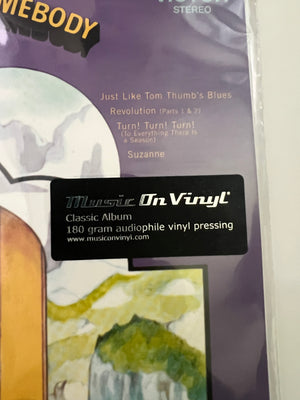 MEBODY
STEREO
Just Like Tom Thumb's Blues
Revolution (Parts 1 & 2)
Turn! Turn! Turn!
(To Everything There Is
a Season)
Suzanne
Music On Vinyl
Classic Album
180 gram audiophile vinyl pressing
www.musiconvinyl.com